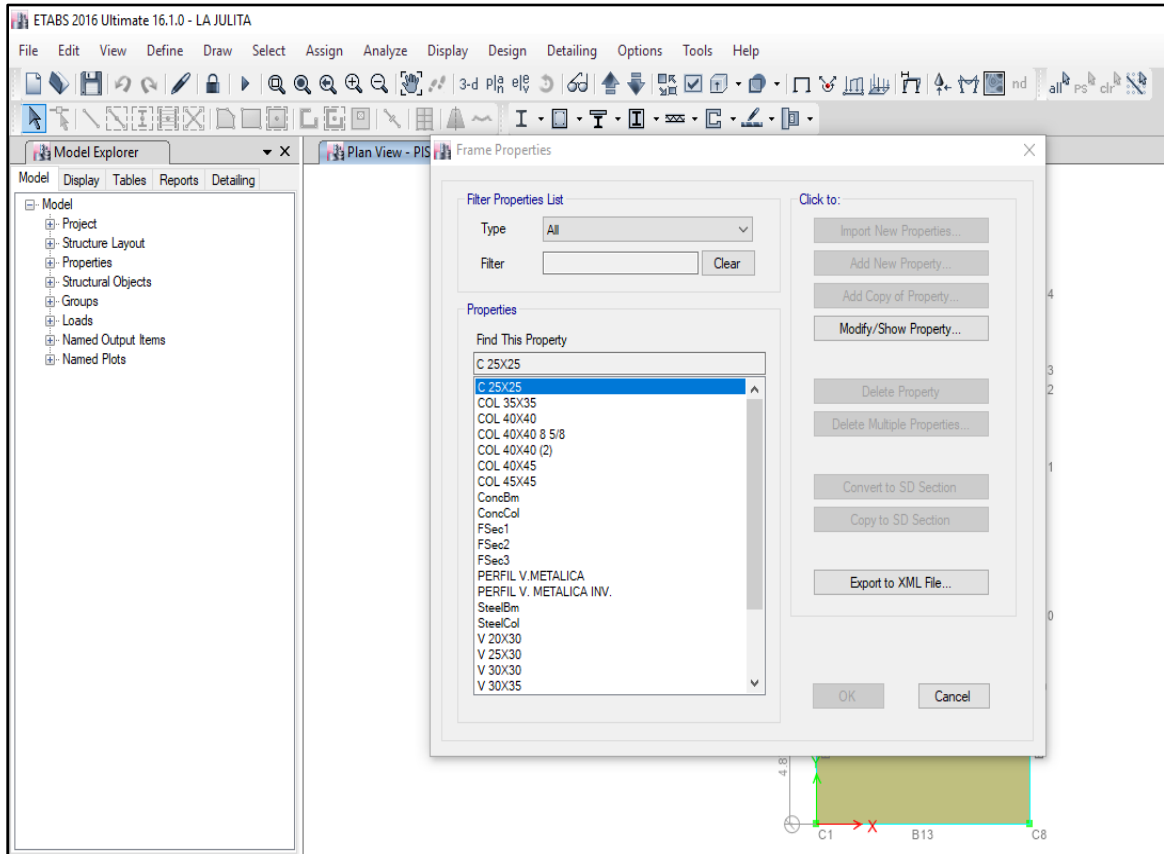 ETABS 2016 Ultimate 16.1.0 - LA JULITA
File Edit View Define Draw Select Assign Analyze Display Design Detailing Options Tools Help
3-d nd all ps clr
Model Explorer
Plan View - PIS
Model Display Tables Reports Detailing
Model
Project
Structure Layout
Properties
Structural Objects
Groups
Loads
Named Output Items
Named Plots
Frame Properties
Filter Properties List
Type All
Filter Clear
Properties
Find This Property
C 25X25
C 25X25
COL 35X35
COL 40X40
COL 40X40 8 5/8
COL 40X40 (2)
COL 40X45
COL 45X45
ConcBm
ConcCol
FSec1
FSec2
FSec3
PERFIL V.METALICA
PERFIL V. METALICA INV.
SteelBm
SteelCol
V 20X30
V 25X30
V 30X30
V 30X35
Click to:
Import New Properties...
Add New Property...
Add Copy of Property...
Modify/Show Property...
Delete Property
Delete Multiple Properties...
Convert to SD Section
Copy to SD Section
Export to XML File...
OK Cancel
4
3
2
1
0
4.8
X
C1 B13 C8